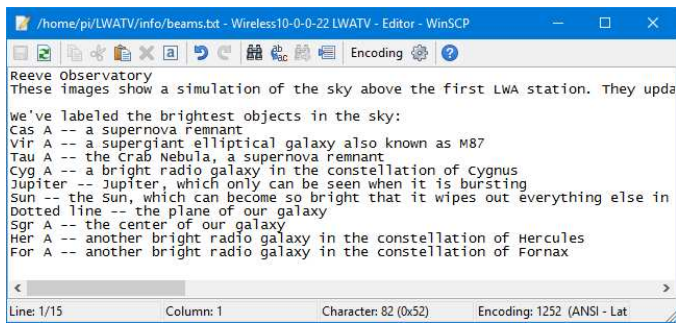 /home/pi/LWATV/info/beams.txt - Wireless10-0-0-22 LWATV - Editor - WinSCP
Encoding
Reeve Observatory
These images show a simulation of the sky above the first LWA station. They upda
We've labeled the brightest objects in the sky:
Cas A -- a supernova remnant
Vir A -- a supergiant elliptical galaxy also known as M87
Tau A -- the Crab Nebula, a supernova remnant
Cyg A -- a bright radio galaxy in the constellation of Cygnus
Jupiter -- Jupiter, which only can be seen when it is bursting
Sun -- the Sun, which can become so bright that it wipes out everything else in
Dotted line -- the plane of our galaxy
Sgr A -- the center of our galaxy
Her A -- another bright radio galaxy in the constellation of Hercules
For A -- another bright radio galaxy in the constellation of Fornax
Line: 1/15 Column: 1 Character: 82 (0x52) Encoding: 1252 (ANSI - Lat